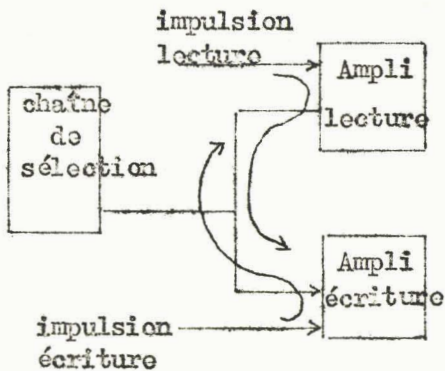 impulsion
lecture
Ampli
lecture
chaîne
de
sélection
Ampli
écriture
impulsion
écriture